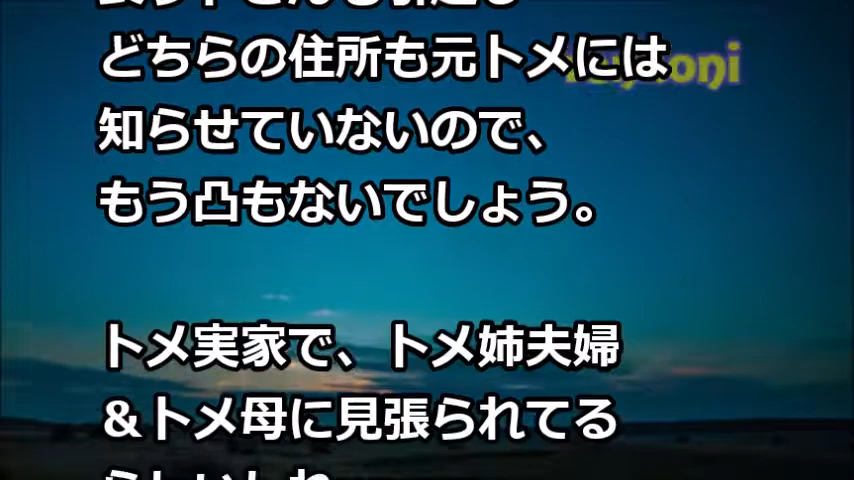 どちらの住所も元トメには
知らせていないので、
もう凸もないでしょう。
トメ実家で、トメ姉夫婦
&トメ母に見張られてる